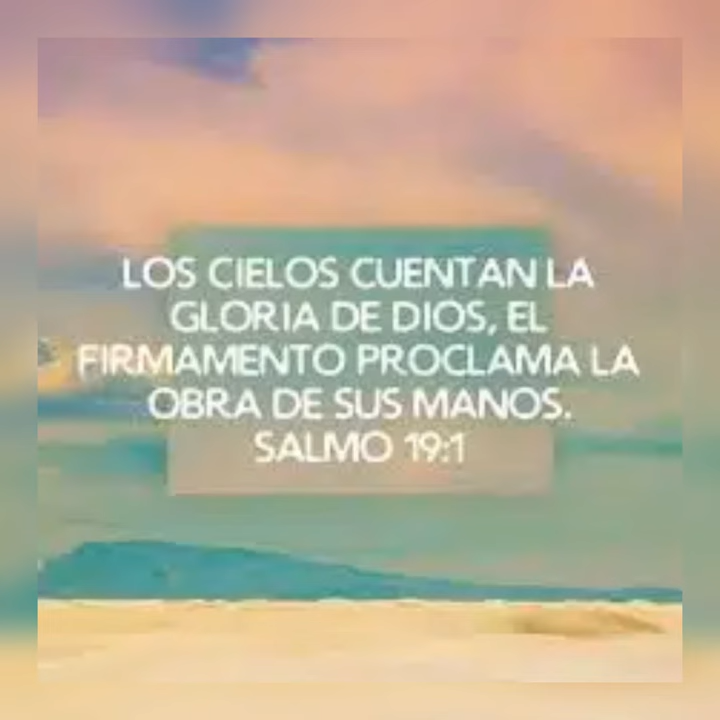 LOS CIELOS CUENTAN LA
GLORIA DE DIOS, EL
FIRMAMENTO PROCLAMA LA
OBRA DE SUS MANOS.
SALMO 19:1